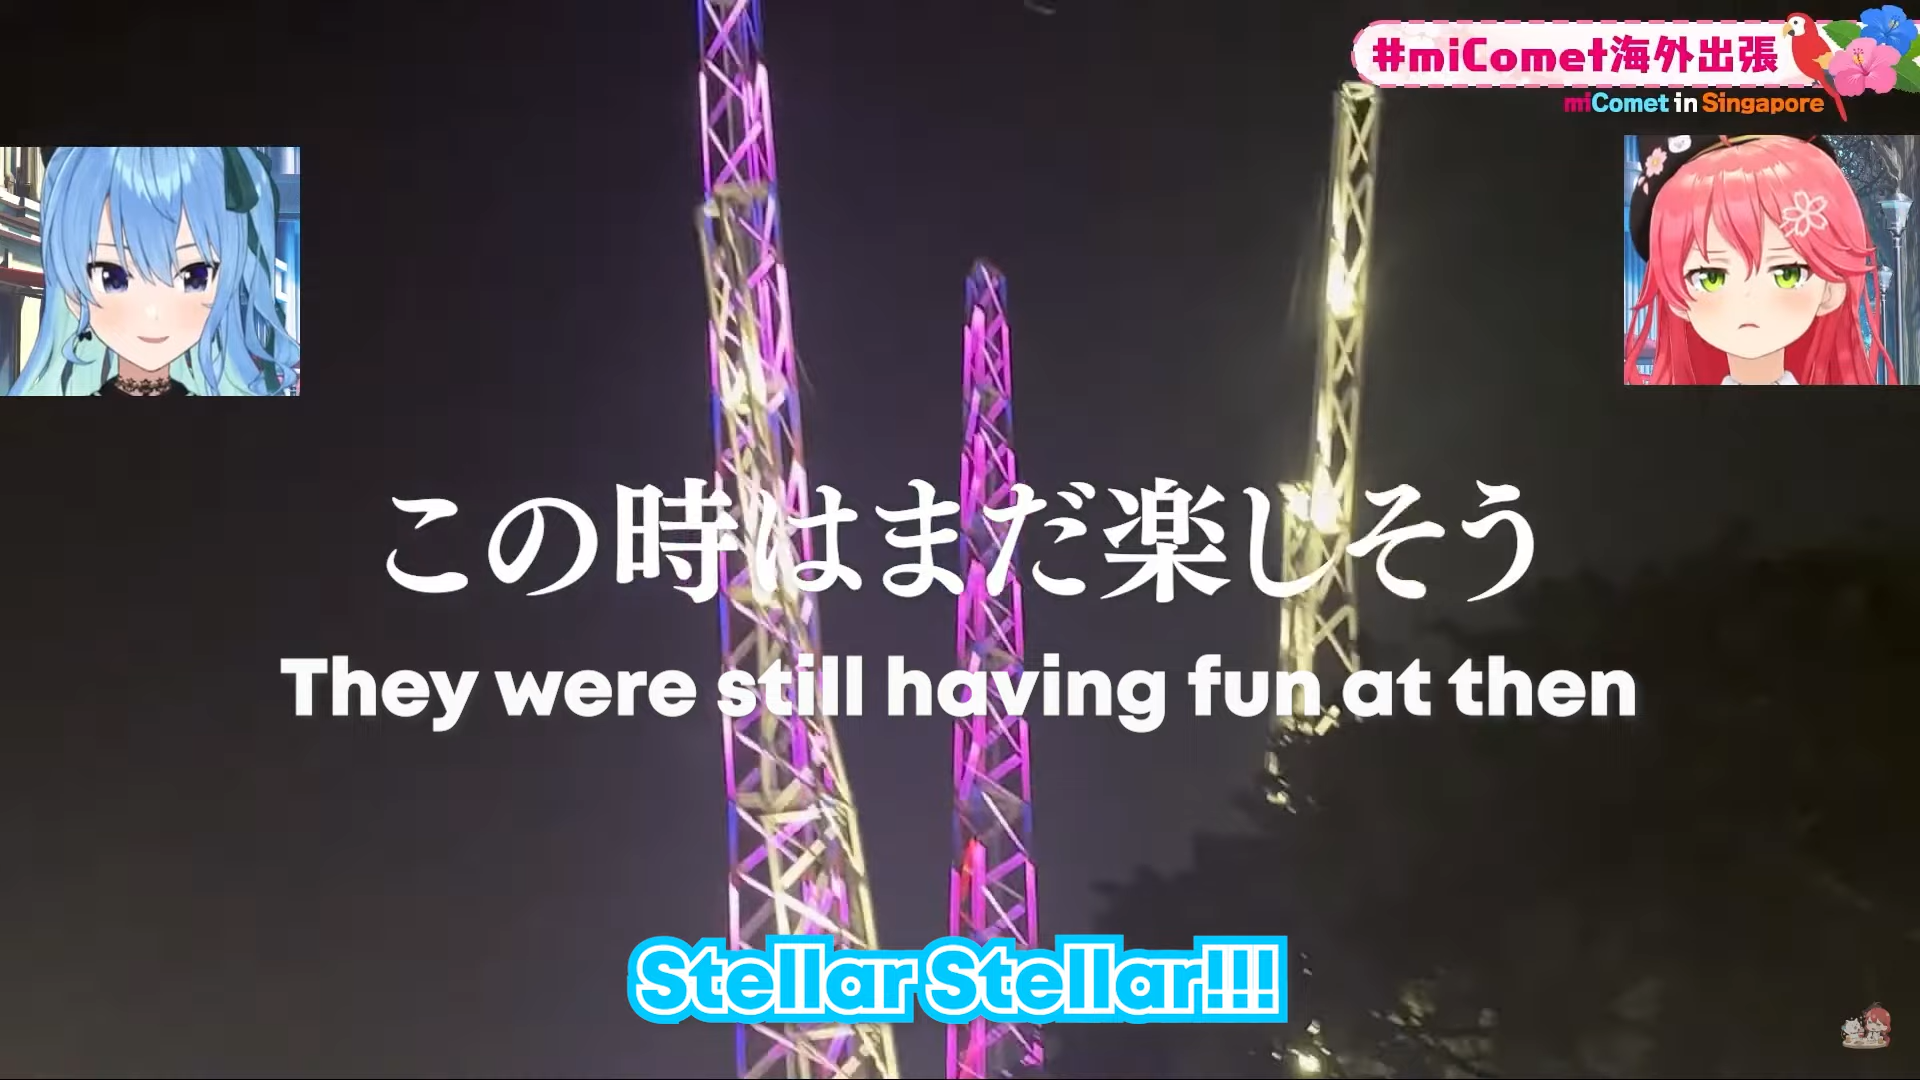 #miComet海外出張
miComet in Singapore
この時はまだ楽しそう
They were still having fun at then
Stellar Stellar!!!